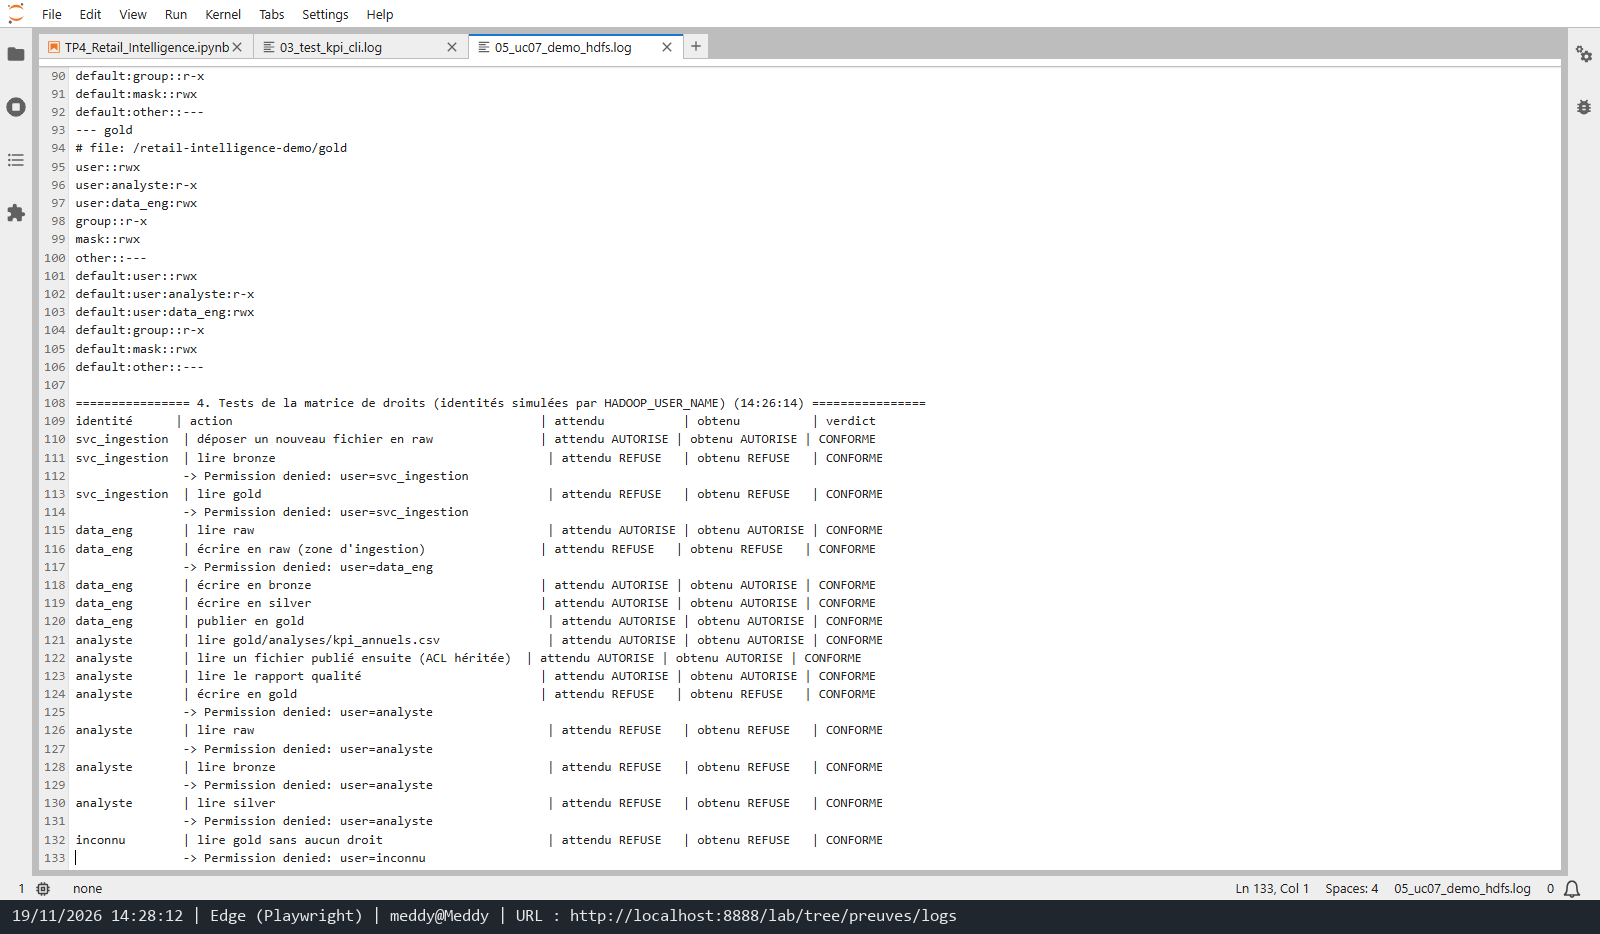 File Edit View Run Kernel Tabs Settings Help
TP4_Retail_Intelligence.ipynb 03_test_kpi_cli.log 05_uc07_demo_hdfs.log
90 default:group::r-x
91 default:mask::rwx
92 default:other::---
93 --- gold
94 # file: /retail-intelligence-demo/gold
95 user::rwx
96 user:analyste:r-x
97 user:data_eng:rwx
98 group::r-x
99 mask::rwx
100 other::---
101 default:user::rwx
102 default:user:analyste:r-x
103 default:user:data_eng:rwx
104 default:group::r-x
105 default:mask::rwx
106 default:other::---
107
108 ================ 4. Tests de la matrice de droits (identités simulées par HADOOP_USER_NAME) (14:26:14) ================
109 identité | action | attendu | obtenu | verdict
110 svc_ingestion | déposer un nouveau fichier en raw | attendu AUTORISE | obtenu AUTORISE | CONFORME
111 svc_ingestion | lire bronze | attendu REFUSE | obtenu REFUSE | CONFORME
112 -> Permission denied: user=svc_ingestion
113 svc_ingestion | lire gold | attendu REFUSE | obtenu REFUSE | CONFORME
114 -> Permission denied: user=svc_ingestion
115 data_eng | lire raw | attendu AUTORISE | obtenu AUTORISE | CONFORME
116 data_eng | écrire en raw (zone d'ingestion) | attendu REFUSE | obtenu REFUSE | CONFORME
117 -> Permission denied: user=data_eng
118 data_eng | écrire en bronze | attendu AUTORISE | obtenu AUTORISE | CONFORME
119 data_eng | écrire en silver | attendu AUTORISE | obtenu AUTORISE | CONFORME
120 data_eng | publier en gold | attendu AUTORISE | obtenu AUTORISE | CONFORME
121 analyste | lire gold/analyses/kpi_annuels.csv | attendu AUTORISE | obtenu AUTORISE | CONFORME
122 analyste | lire un fichier publié ensuite (ACL héritée) | attendu AUTORISE | obtenu AUTORISE | CONFORME
123 analyste | lire le rapport qualité | attendu AUTORISE | obtenu AUTORISE | CONFORME
124 analyste | écrire en gold | attendu REFUSE | obtenu REFUSE | CONFORME
125 -> Permission denied: user=analyste
126 analyste | lire raw | attendu REFUSE | obtenu REFUSE | CONFORME
127 -> Permission denied: user=analyste
128 analyste | lire bronze | attendu REFUSE | obtenu REFUSE | CONFORME
129 -> Permission denied: user=analyste
130 analyste | lire silver | attendu REFUSE | obtenu REFUSE | CONFORME
131 -> Permission denied: user=analyste
132 inconnu | lire gold sans aucun droit | attendu REFUSE | obtenu REFUSE | CONFORME
133 -> Permission denied: user=inconnu
1 none Ln 133, Col 1 Spaces: 4 05_uc07_demo_hdfs.log 0
19/11/2026 14:28:12 | Edge (Playwright) | meddy@Meddy | URL : http://localhost:8888/lab/tree/preuves/logs